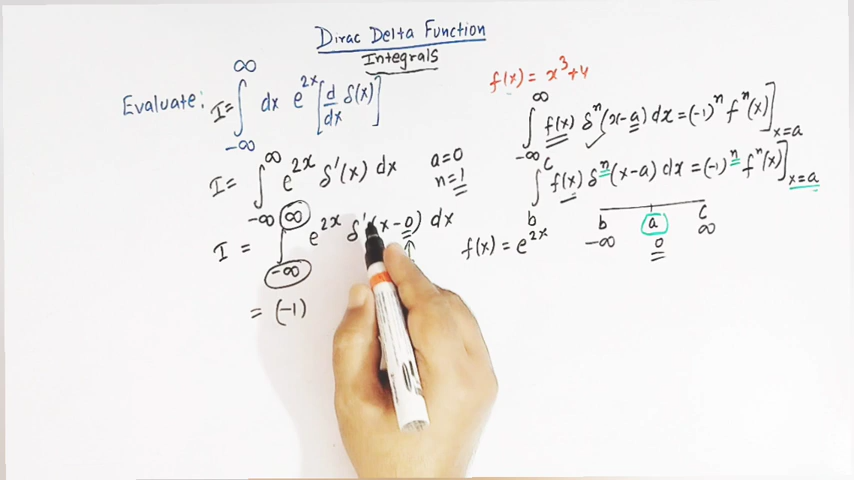 Dirac Delta Function
Integrals
Evaluate: I = ∫_{-∞}^{∞} dx e^{2x} [d/dx δ(x)]
I = ∫_{-∞}^{∞} e^{2x} δ'(x) dx a=0 n=1
I = ∫_{-∞}^{∞} e^{2x} δ'(x-0) dx f(x) = e^{2x}
= (-1)
f(x) = x³+4
∫_{-∞}^{∞} f(x) δⁿ(x-a) dx = (-1)ⁿ fⁿ(x)]_{x=a}
∫_{b}^{c} f(x) δⁿ(x-a) dx = (-1)ⁿ fⁿ(x)]_{x=a}
b a c
-∞ 0 ∞